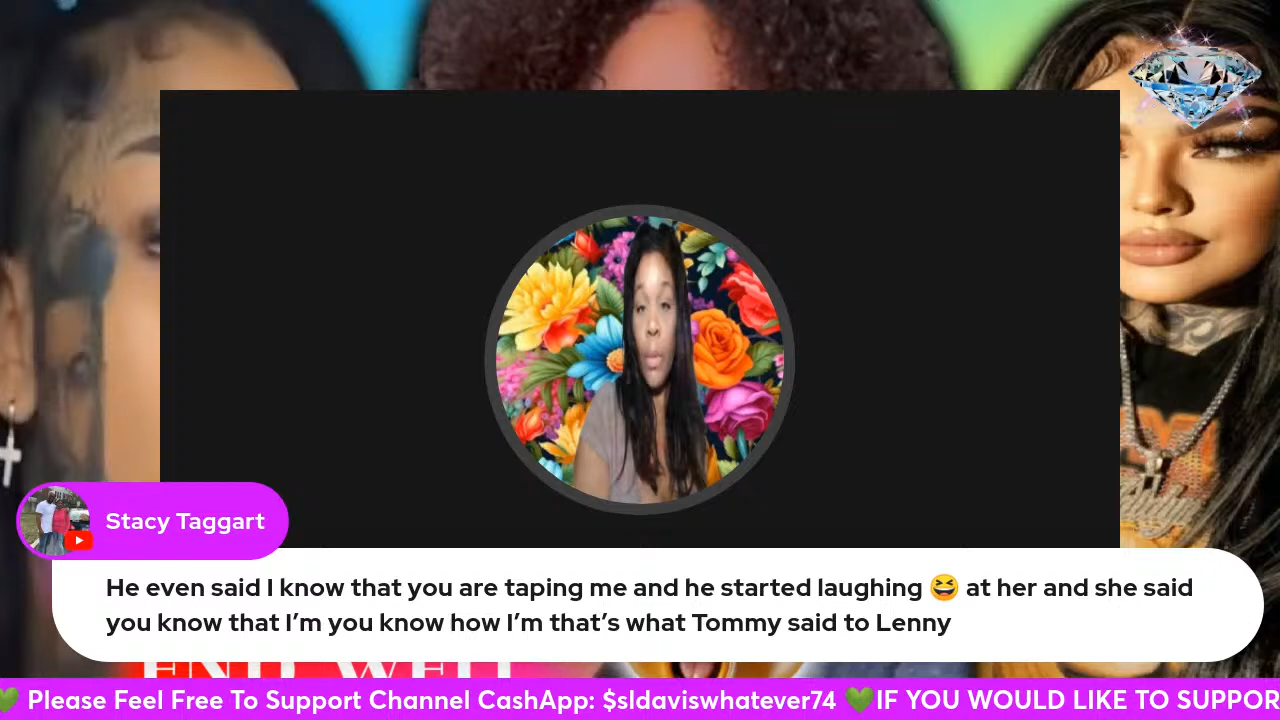 Stacy Taggart
He even said I know that you are taping me and he started laughing 😆 at her and she said
you know that I’m you know how I’m that’s what Tommy said to Lenny
END WELL
💚 Please Feel Free To Support Channel CashApp: $sldaviswhatever74 💚IF YOU WOULD LIKE TO SUPPOR